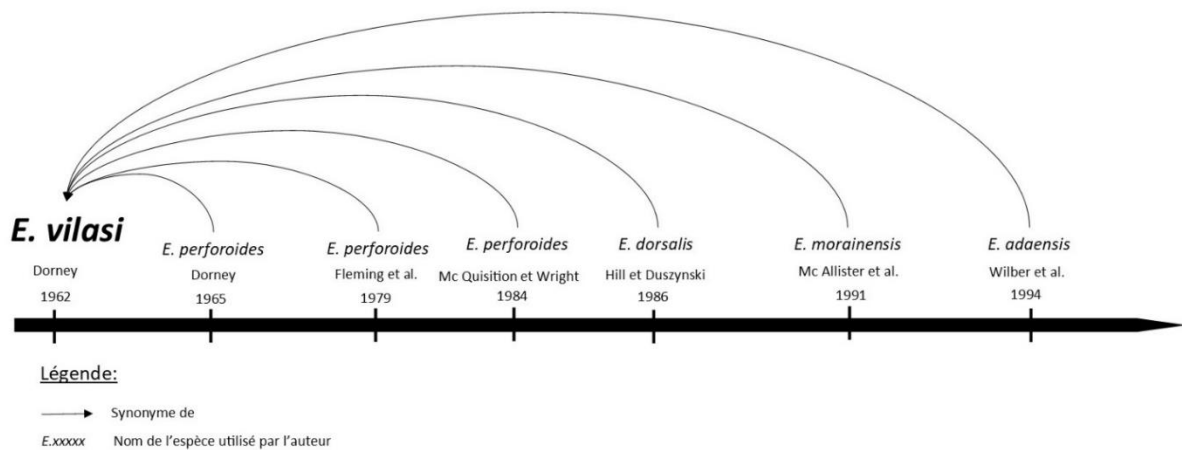 E. vilasi
Dorney
1962
E. perforoides
Dorney
1965
E. perforoides
Fleming et al.
1979
E. perforoides
Mc Quisition et Wright
1984
E. dorsalis
Hill et Duszynski
1986
E. morainensis
Mc Allister et al.
1991
E. adaensis
Wilber et al.
1994
Légende:
Synonyme de
E.xxxxx Nom de l'espèce utilisé par l'auteur